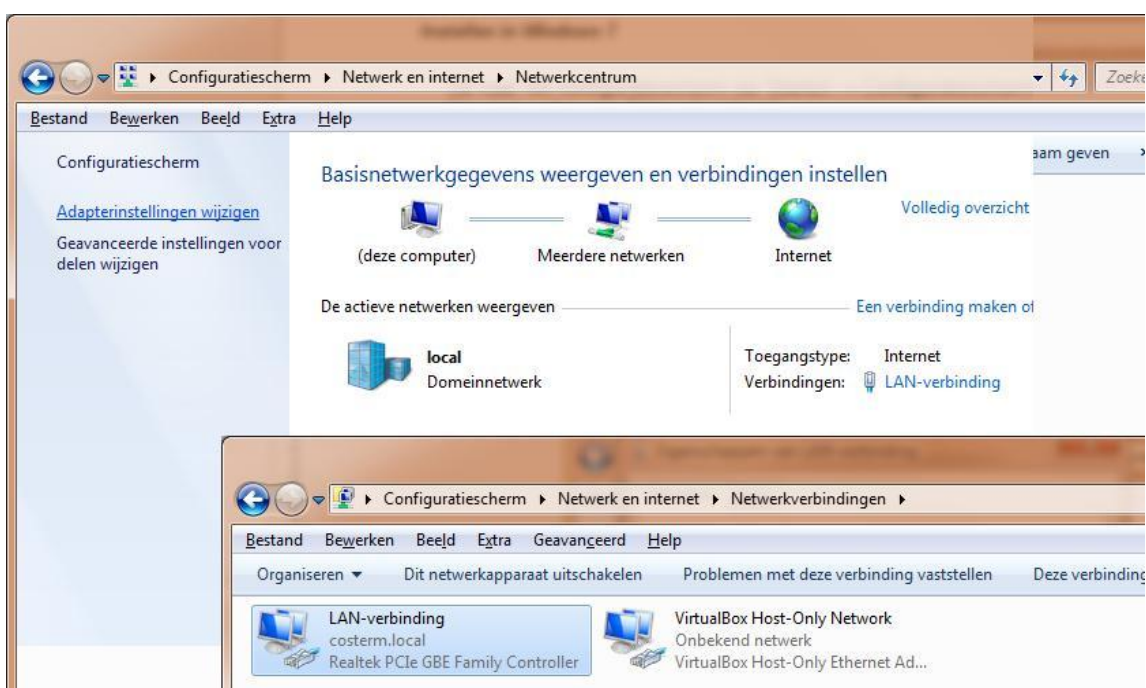 Configuratiescherm ▸ Netwerk en internet ▸ Netwerkcentrum
Zoeke
Bestand Bewerken Beeld Extra Help
Configuratiescherm
Adapterinstellingen wijzigen
Geavanceerde instellingen voor
delen wijzigen
aam geven
Basisnetwerkgegevens weergeven en verbindingen instellen
Volledig overzicht
(deze computer) Meerdere netwerken Internet
De actieve netwerken weergeven
Een verbinding maken of
local
Domeinnetwerk
Toegangstype: Internet
Verbindingen: LAN-verbinding
Configuratiescherm ▸ Netwerk en internet ▸ Netwerkverbindingen ▸
Bestand Bewerken Beeld Extra Geavanceerd Help
Organiseren Dit netwerkapparaat uitschakelen Problemen met deze verbinding vaststellen Deze verbinding
LAN-verbinding
costerm.local
Realtek PCIe GBE Family Controller
VirtualBox Host-Only Network
Onbekend netwerk
VirtualBox Host-Only Ethernet Ad...